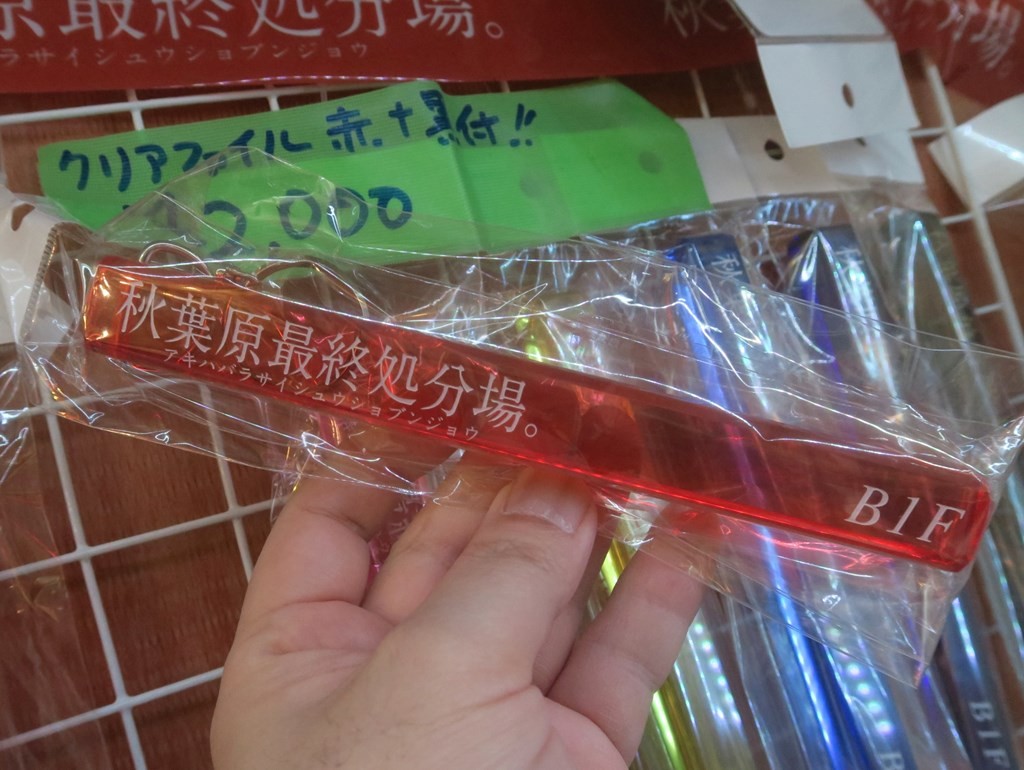 原最終処分場。
ラサイシュウショブンジョウ
クリアファイル 赤+黒付!!
秋葉原最終処分場。
アキハバラサイシュウショブンジョウ
B1F
B1F